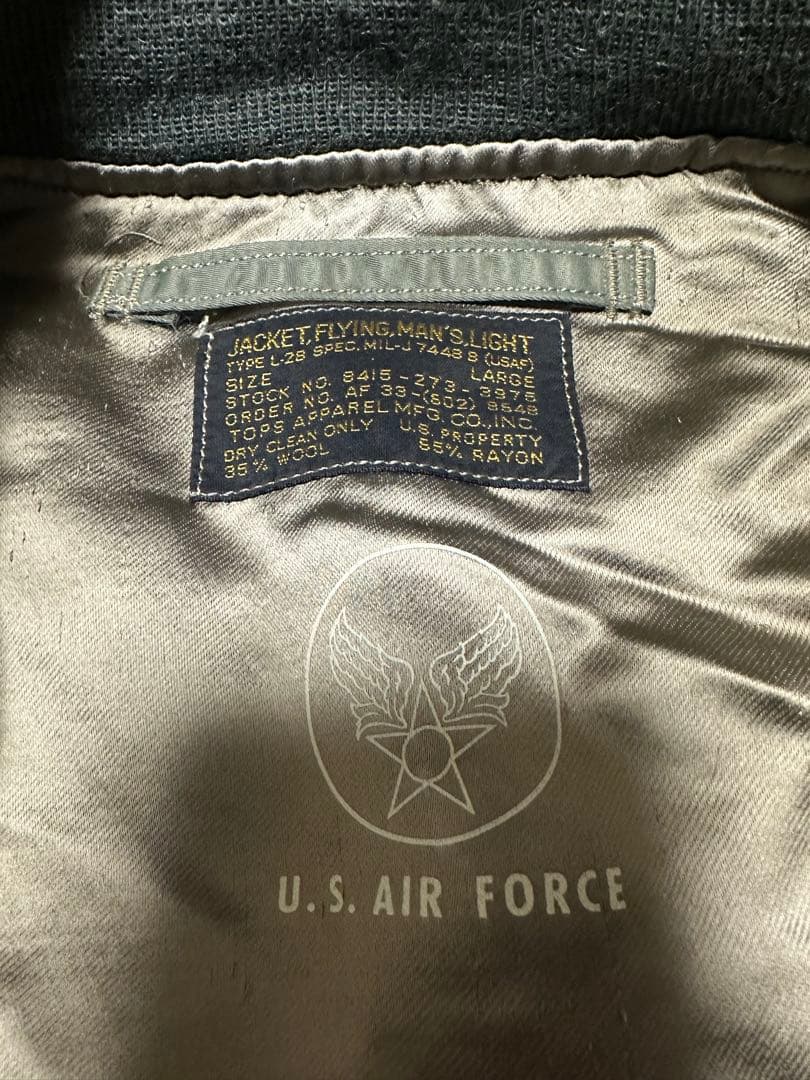 JACKET, FLYING, MAN'S, LIGHT
TYPE L-2B SPEC. MIL-J 7448 B (USAF)
SIZE LARGE
STOCK NO. 8415-273-3975
ORDER NO. AF 33-(602) 8548
TOPS APPAREL MFG. CO., INC.
DRY CLEAN ONLY U.S. PROPERTY
35% WOOL 65% RAYON
U.S. AIR FORCE